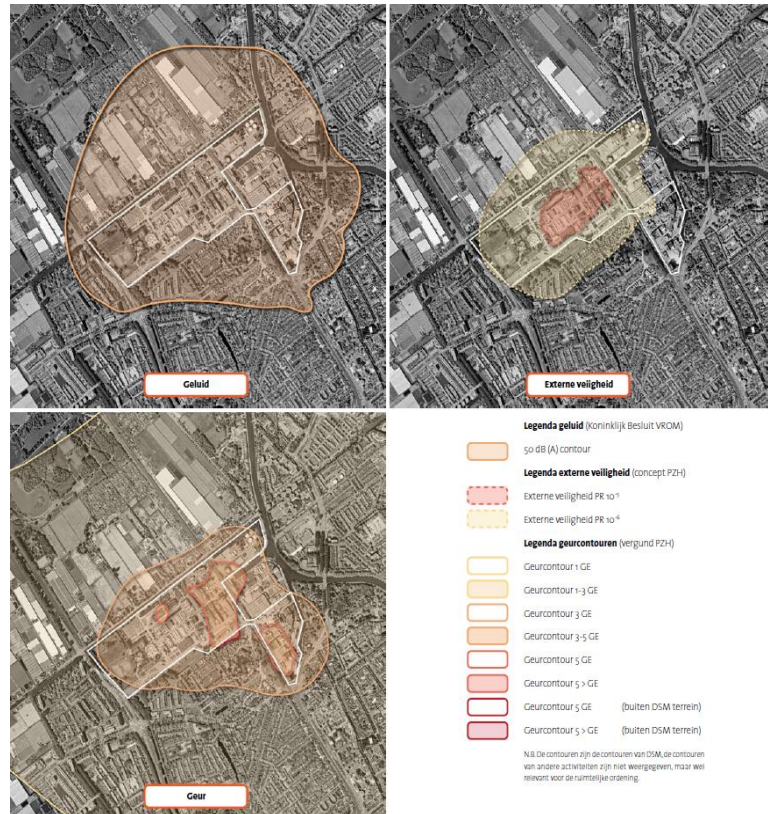 Geluid
Externe veiligheid
Geur
Legenda geluid (Koninklijk Besluit VROM)
50 dB (A) contour
Legenda externe veiligheid (concept PZH)
Externe veiligheid PR 10⁻⁵
Externe veiligheid PR 10⁻⁶
Legenda geurcontouren (vergund PZH)
Geurcontour 1 GE
Geurcontour 1-3 GE
Geurcontour 3 GE
Geurcontour 3-5 GE
Geurcontour 5 GE
Geurcontour 5 > GE
Geurcontour 5 GE (buiten DSM terrein)
Geurcontour 5 > GE (buiten DSM terrein)
N.B. De contouren zijn de contouren van DSM, de contouren
van andere activiteiten zijn niet weergegeven, maar wel
relevant voor de ruimtelijke ordening.